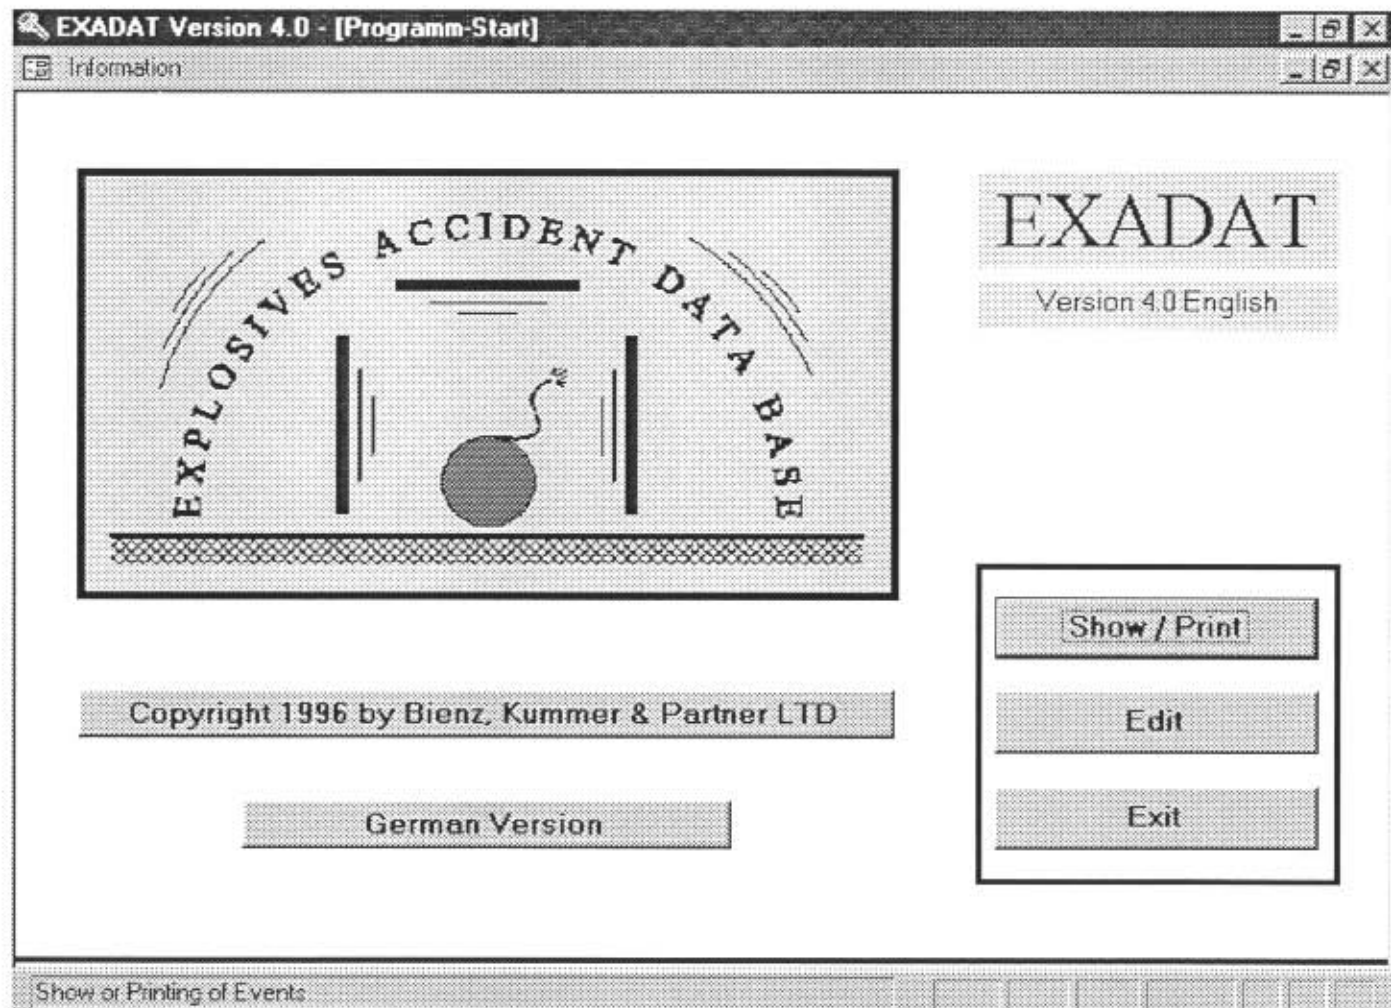 EXADAT Version 4.0 - [Programm-Start]
Information
EXPLOSIVES ACCIDENT DATA BASE
EXADAT
Version 4.0 English
Show / Print
Copyright 1996 by Bienz, Kummer & Partner LTD
Edit
German Version
Exit
Show or Printing of Events